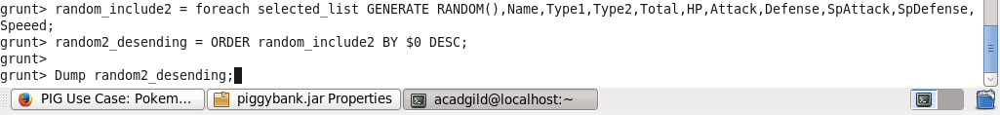 grunt> random_include2 = foreach selected_list GENERATE RANDOM(),Name,Type1,Type2,Total,HP,Attack,Defense,SpAttack,SpDefense,
Speeed;
grunt> random2_desending = ORDER random_include2 BY $0 DESC;
grunt>
grunt> Dump random2_desending;
PIG Use Case: Pokem... piggybank.jar Properties acadgild@localhost:~